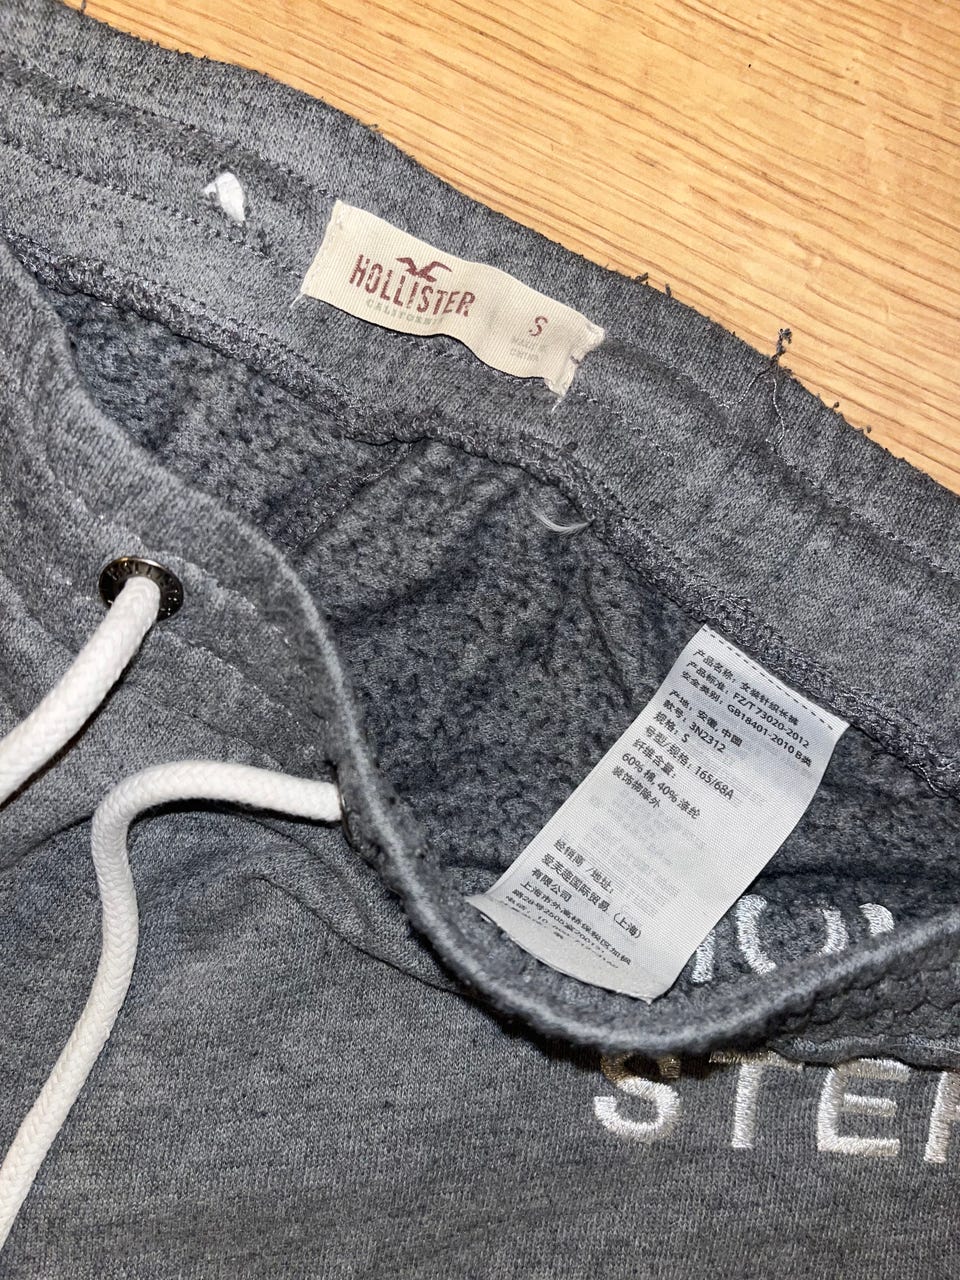 HOLLISTER
CALIFORNIA
S
MADE IN
CHINA
产品名称：女装针织长裤
产品标准：FZ/T 73020-2012
安全类别：GB18401-2010 B类
产地：安徽，中国
款号：3N2312
规格：S
号型/规格：165/68A
纤维含量：
60% 棉，40% 涤纶
装饰物除外
经销商 /地址：
爱芙趣国际贸易（上海）
有限公司
STER